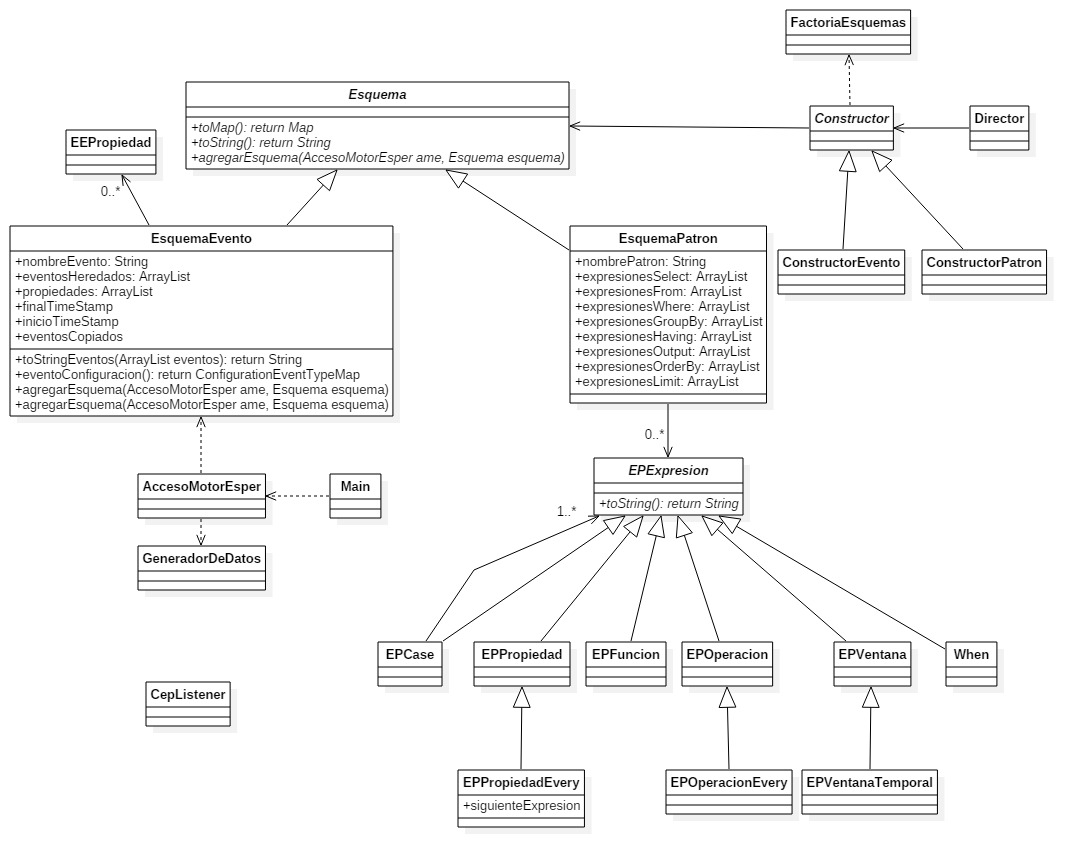 FactoriaEsquemas
Esquema
+toMap(): return Map
+toString(): return String
+agregarEsquema(AccesoMotorEsper ame, Esquema esquema)
Constructor
Director
EEPropiedad
0..*
EsquemaEvento
+nombreEvento: String
+eventosHeredados: ArrayList
+propiedades: ArrayList
+finalTimeStamp
+inicioTimeStamp
+eventosCopiados
+toStringEventos(ArrayList eventos): return String
+eventoConfiguracion(): return ConfigurationEventTypeMap
+agregarEsquema(AccesoMotorEsper ame, Esquema esquema)
+agregarEsquema(AccesoMotorEsper ame, Esquema esquema)
EsquemaPatron
+nombrePatron: String
+expresionesSelect: ArrayList
+expresionesFrom: ArrayList
+expresionesWhere: ArrayList
+expresionesGroupBy: ArrayList
+expresionesHaving: ArrayList
+expresionesOutput: ArrayList
+expresionesOrderBy: ArrayList
+expresionesLimit: ArrayList
ConstructorEvento
ConstructorPatron
0..*
EPExpresion
+toString(): return String
1..*
AccesoMotorEsper
Main
GeneradorDeDatos
EPCase
EPPropiedad
EPFuncion
EPOperacion
EPVentana
When
CepListener
EPPropiedadEvery
+siguienteExpresion
EPOperacionEvery
EPVentanaTemporal